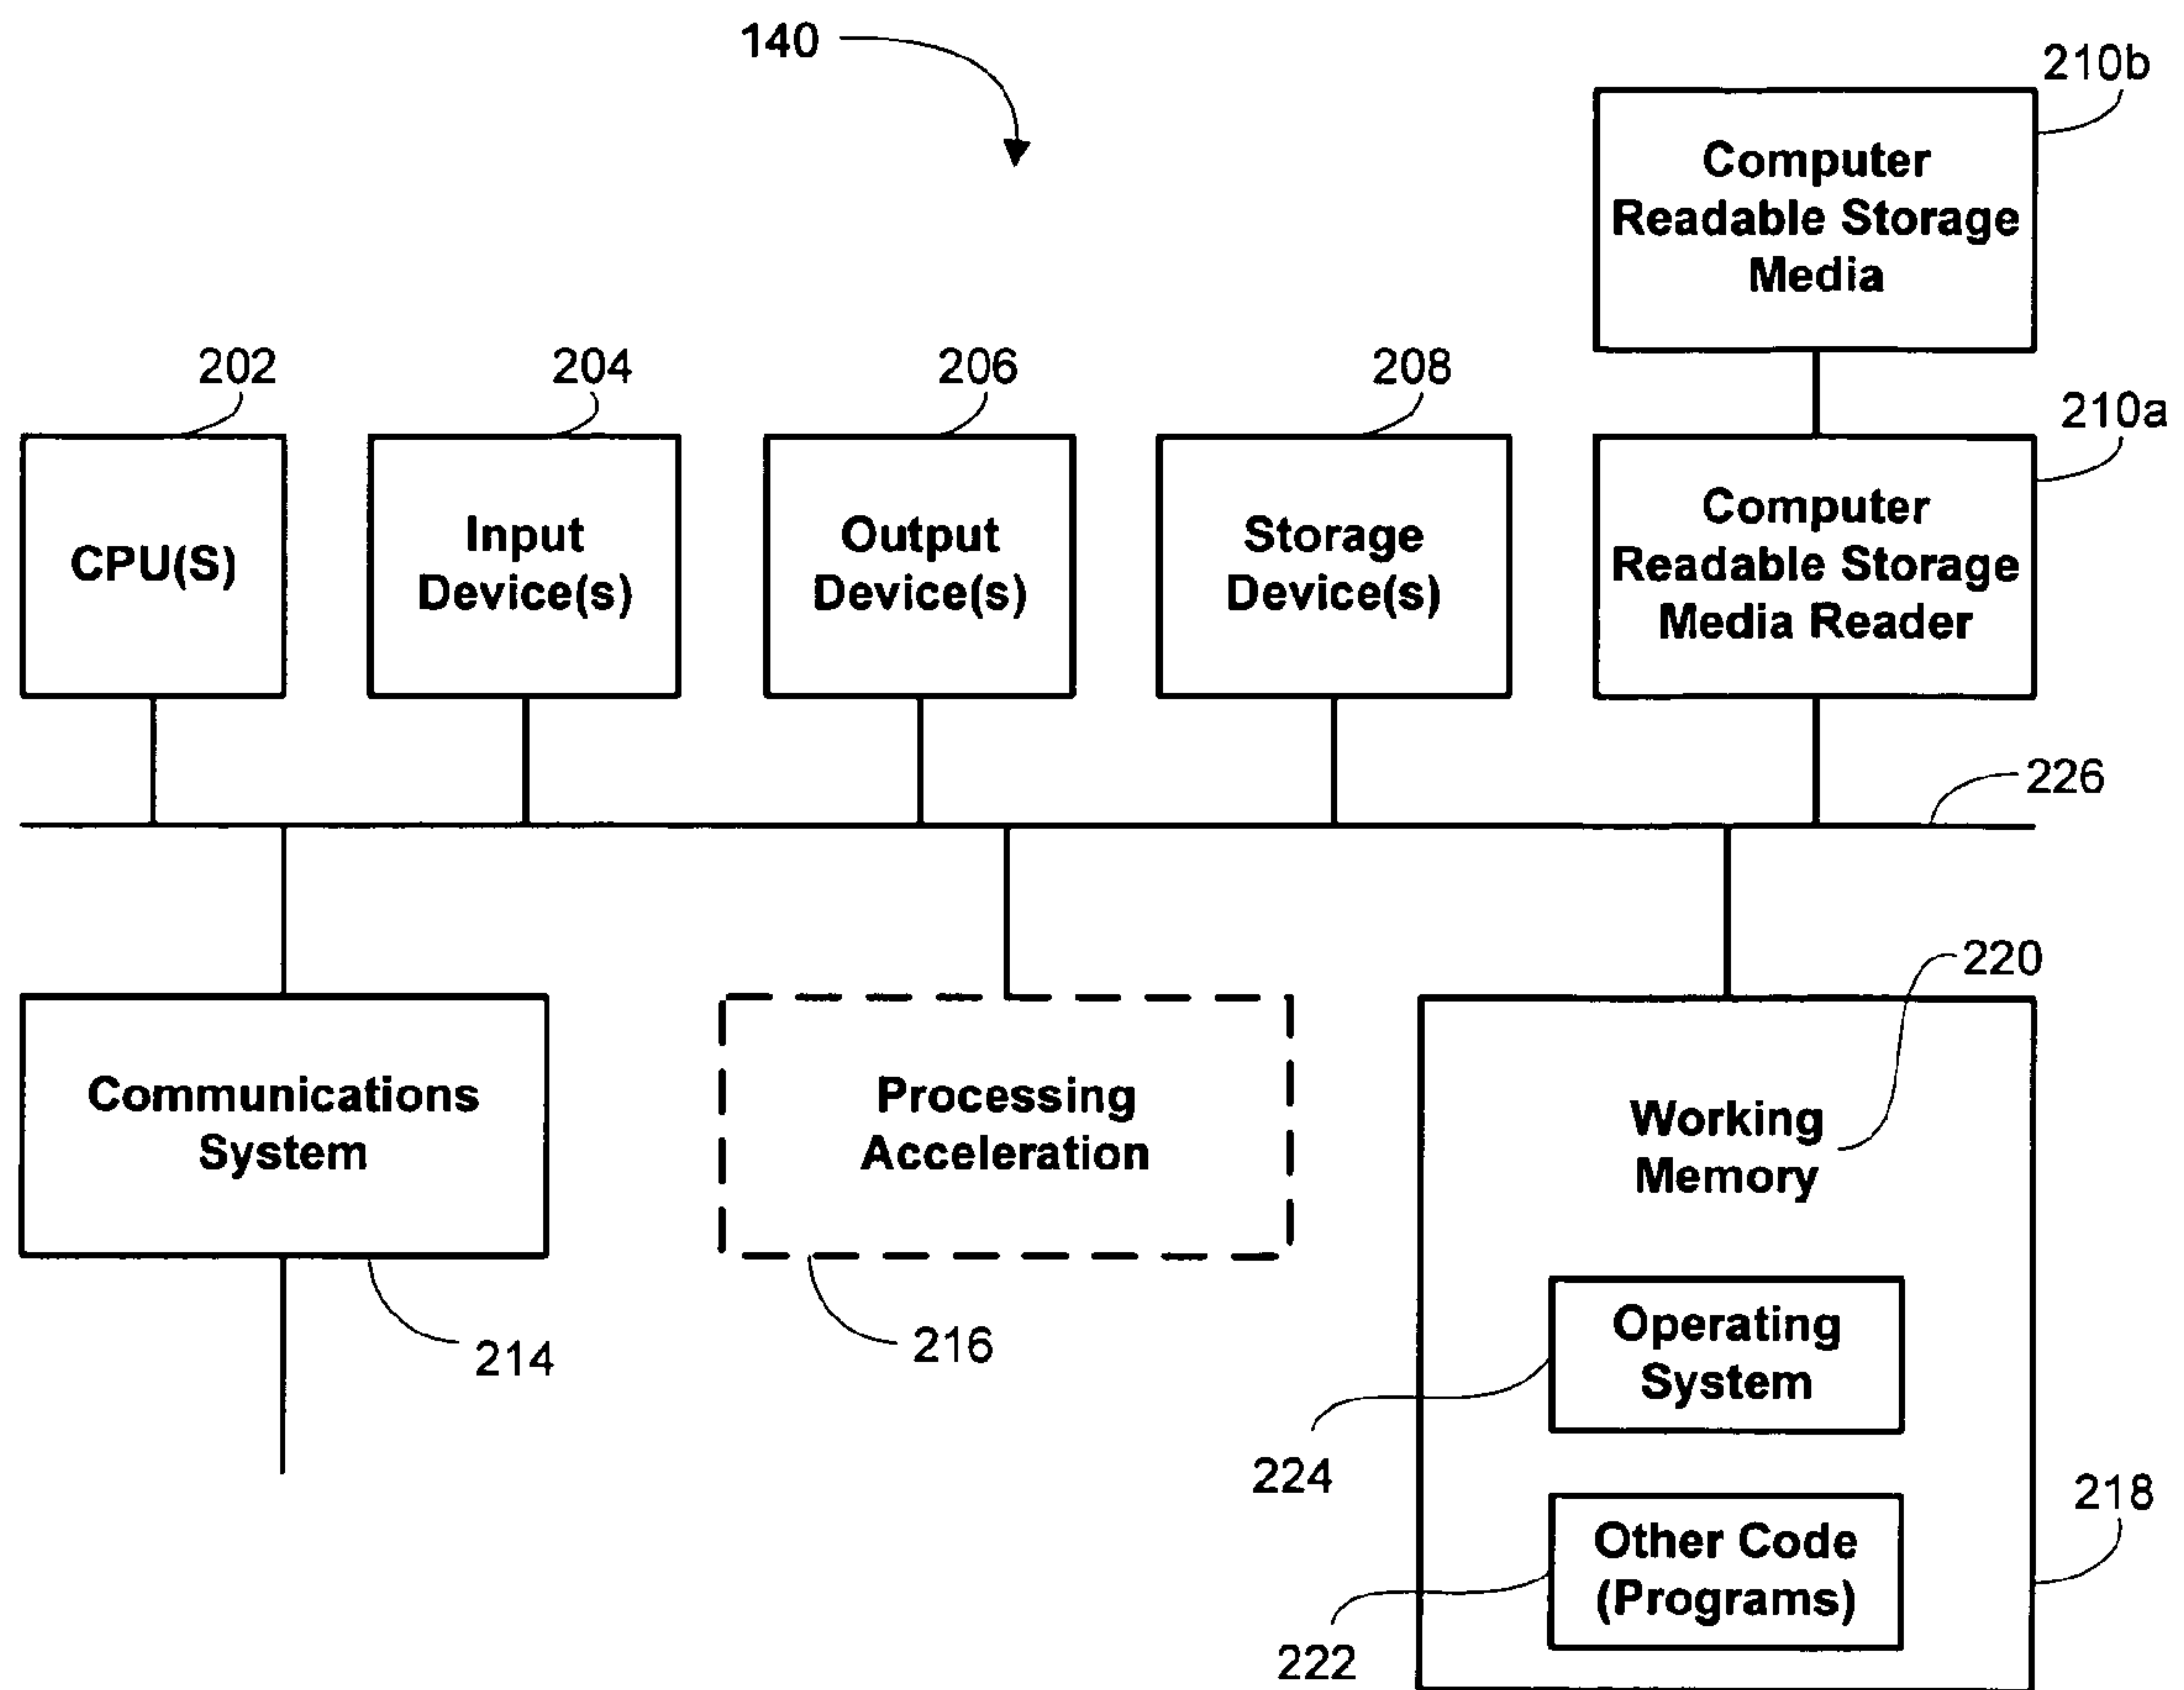 140
210b
Computer
Readable Storage
Media
202
204
206
208
210a
CPU(S)
Input
Device(s)
Output
Device(s)
Storage
Device(s)
Computer
Readable Storage
Media Reader
226
220
Communications
System
Processing
Acceleration
Working
Memory
214
216
Operating
System
224
218
Other Code
(Programs)
222